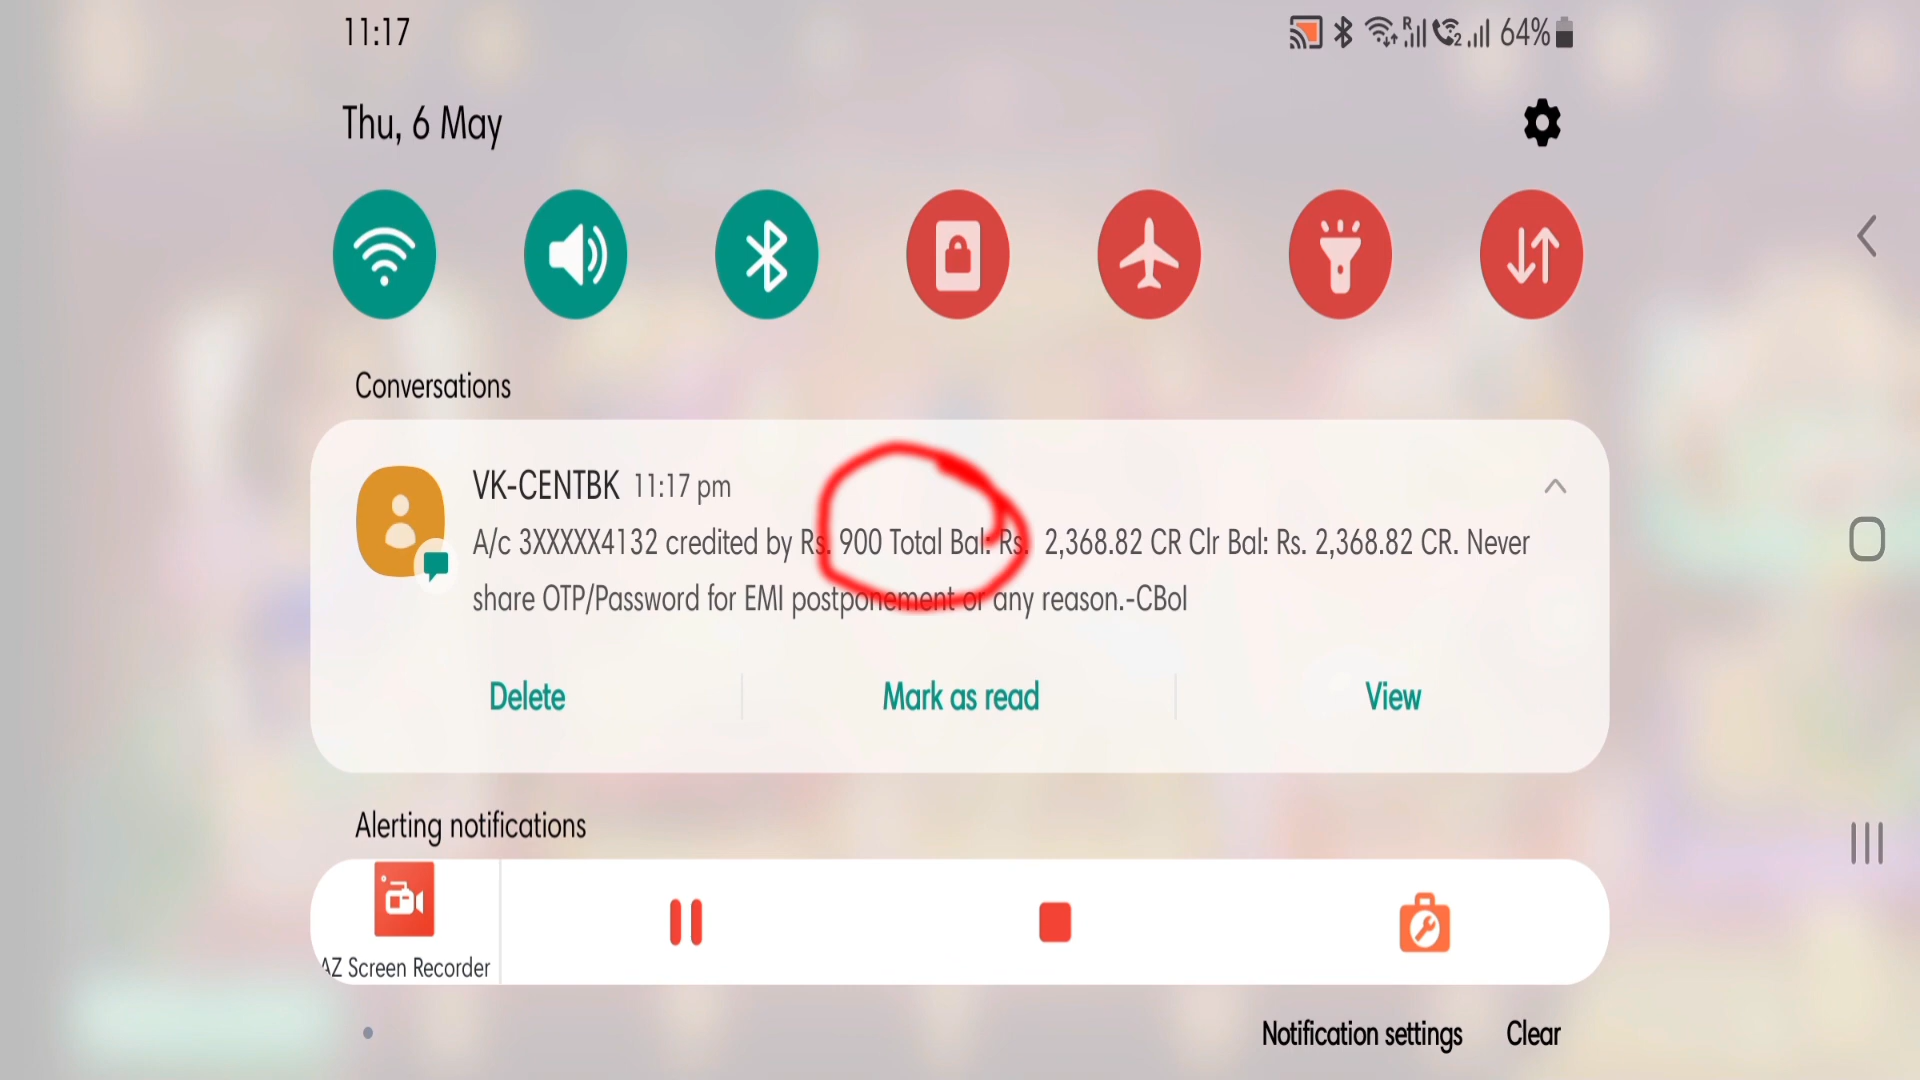 11:17
R 2 64%
Thu, 6 May
Conversations
VK-CENTBK 11:17 pm
A/c 3XXXXX4132 credited by Rs. 900 Total Bal: Rs. 2,368.82 CR Clr Bal: Rs. 2,368.82 CR. Never
share OTP/Password for EMI postponement or any reason.-CBoI
Delete Mark as read View
Alerting notifications
AZ Screen Recorder
Notification settings Clear